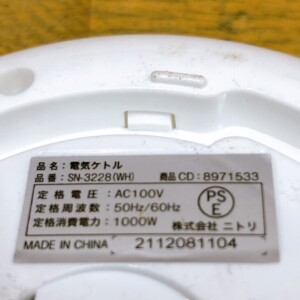 品名：電気ケトル
品番：SN-3228(WH) 商品CD：8971533
定格電圧：AC100V
定格周波数：50Hz/60Hz
定格消費電力：1000W
PS
E
株式会社 ニトリ
MADE IN CHINA 2112081104